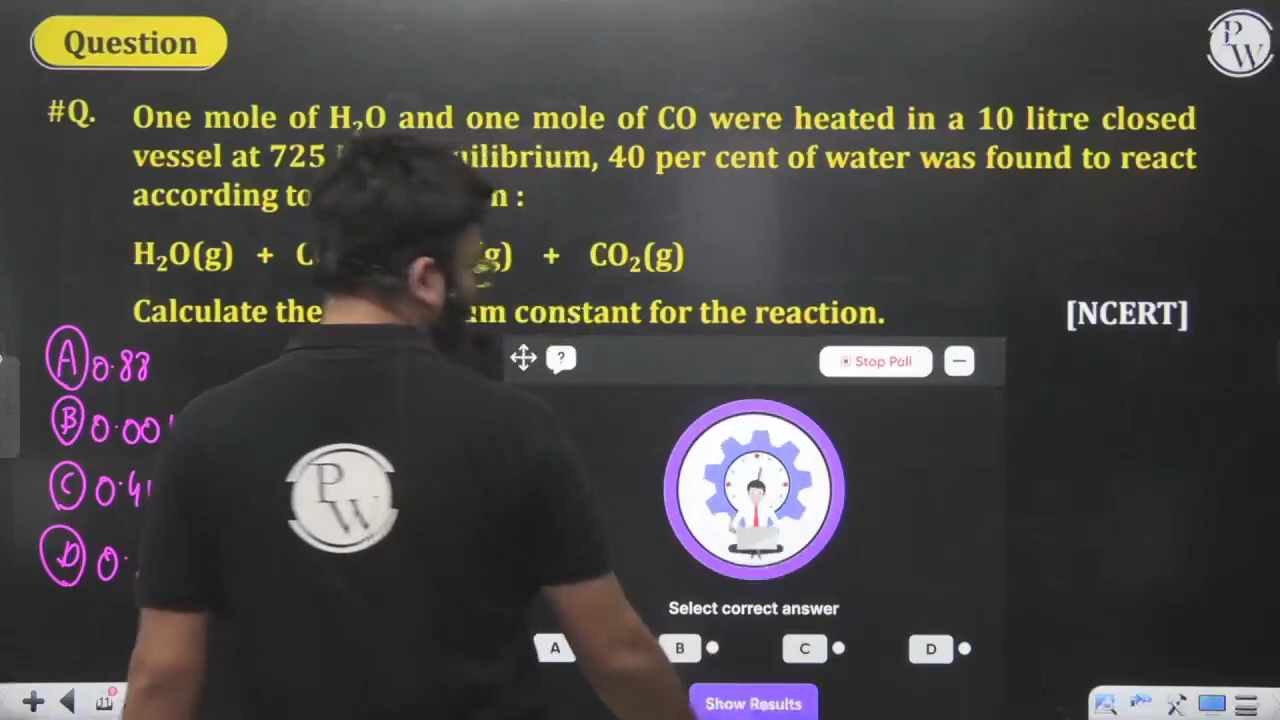 Question
P
W
#Q. One mole of H₂O and one mole of CO were heated in a 10 litre closed
vessel at 725 uilibrium, 40 per cent of water was found to react
according to :
H₂O(g) + (g) + CO₂(g)
Calculate the constant for the reaction. [NCERT]
A 0.83
B 0.00
C 0.4
D 0.
?
Stop Poll
P
W
Select correct answer
A B C D
Show Results